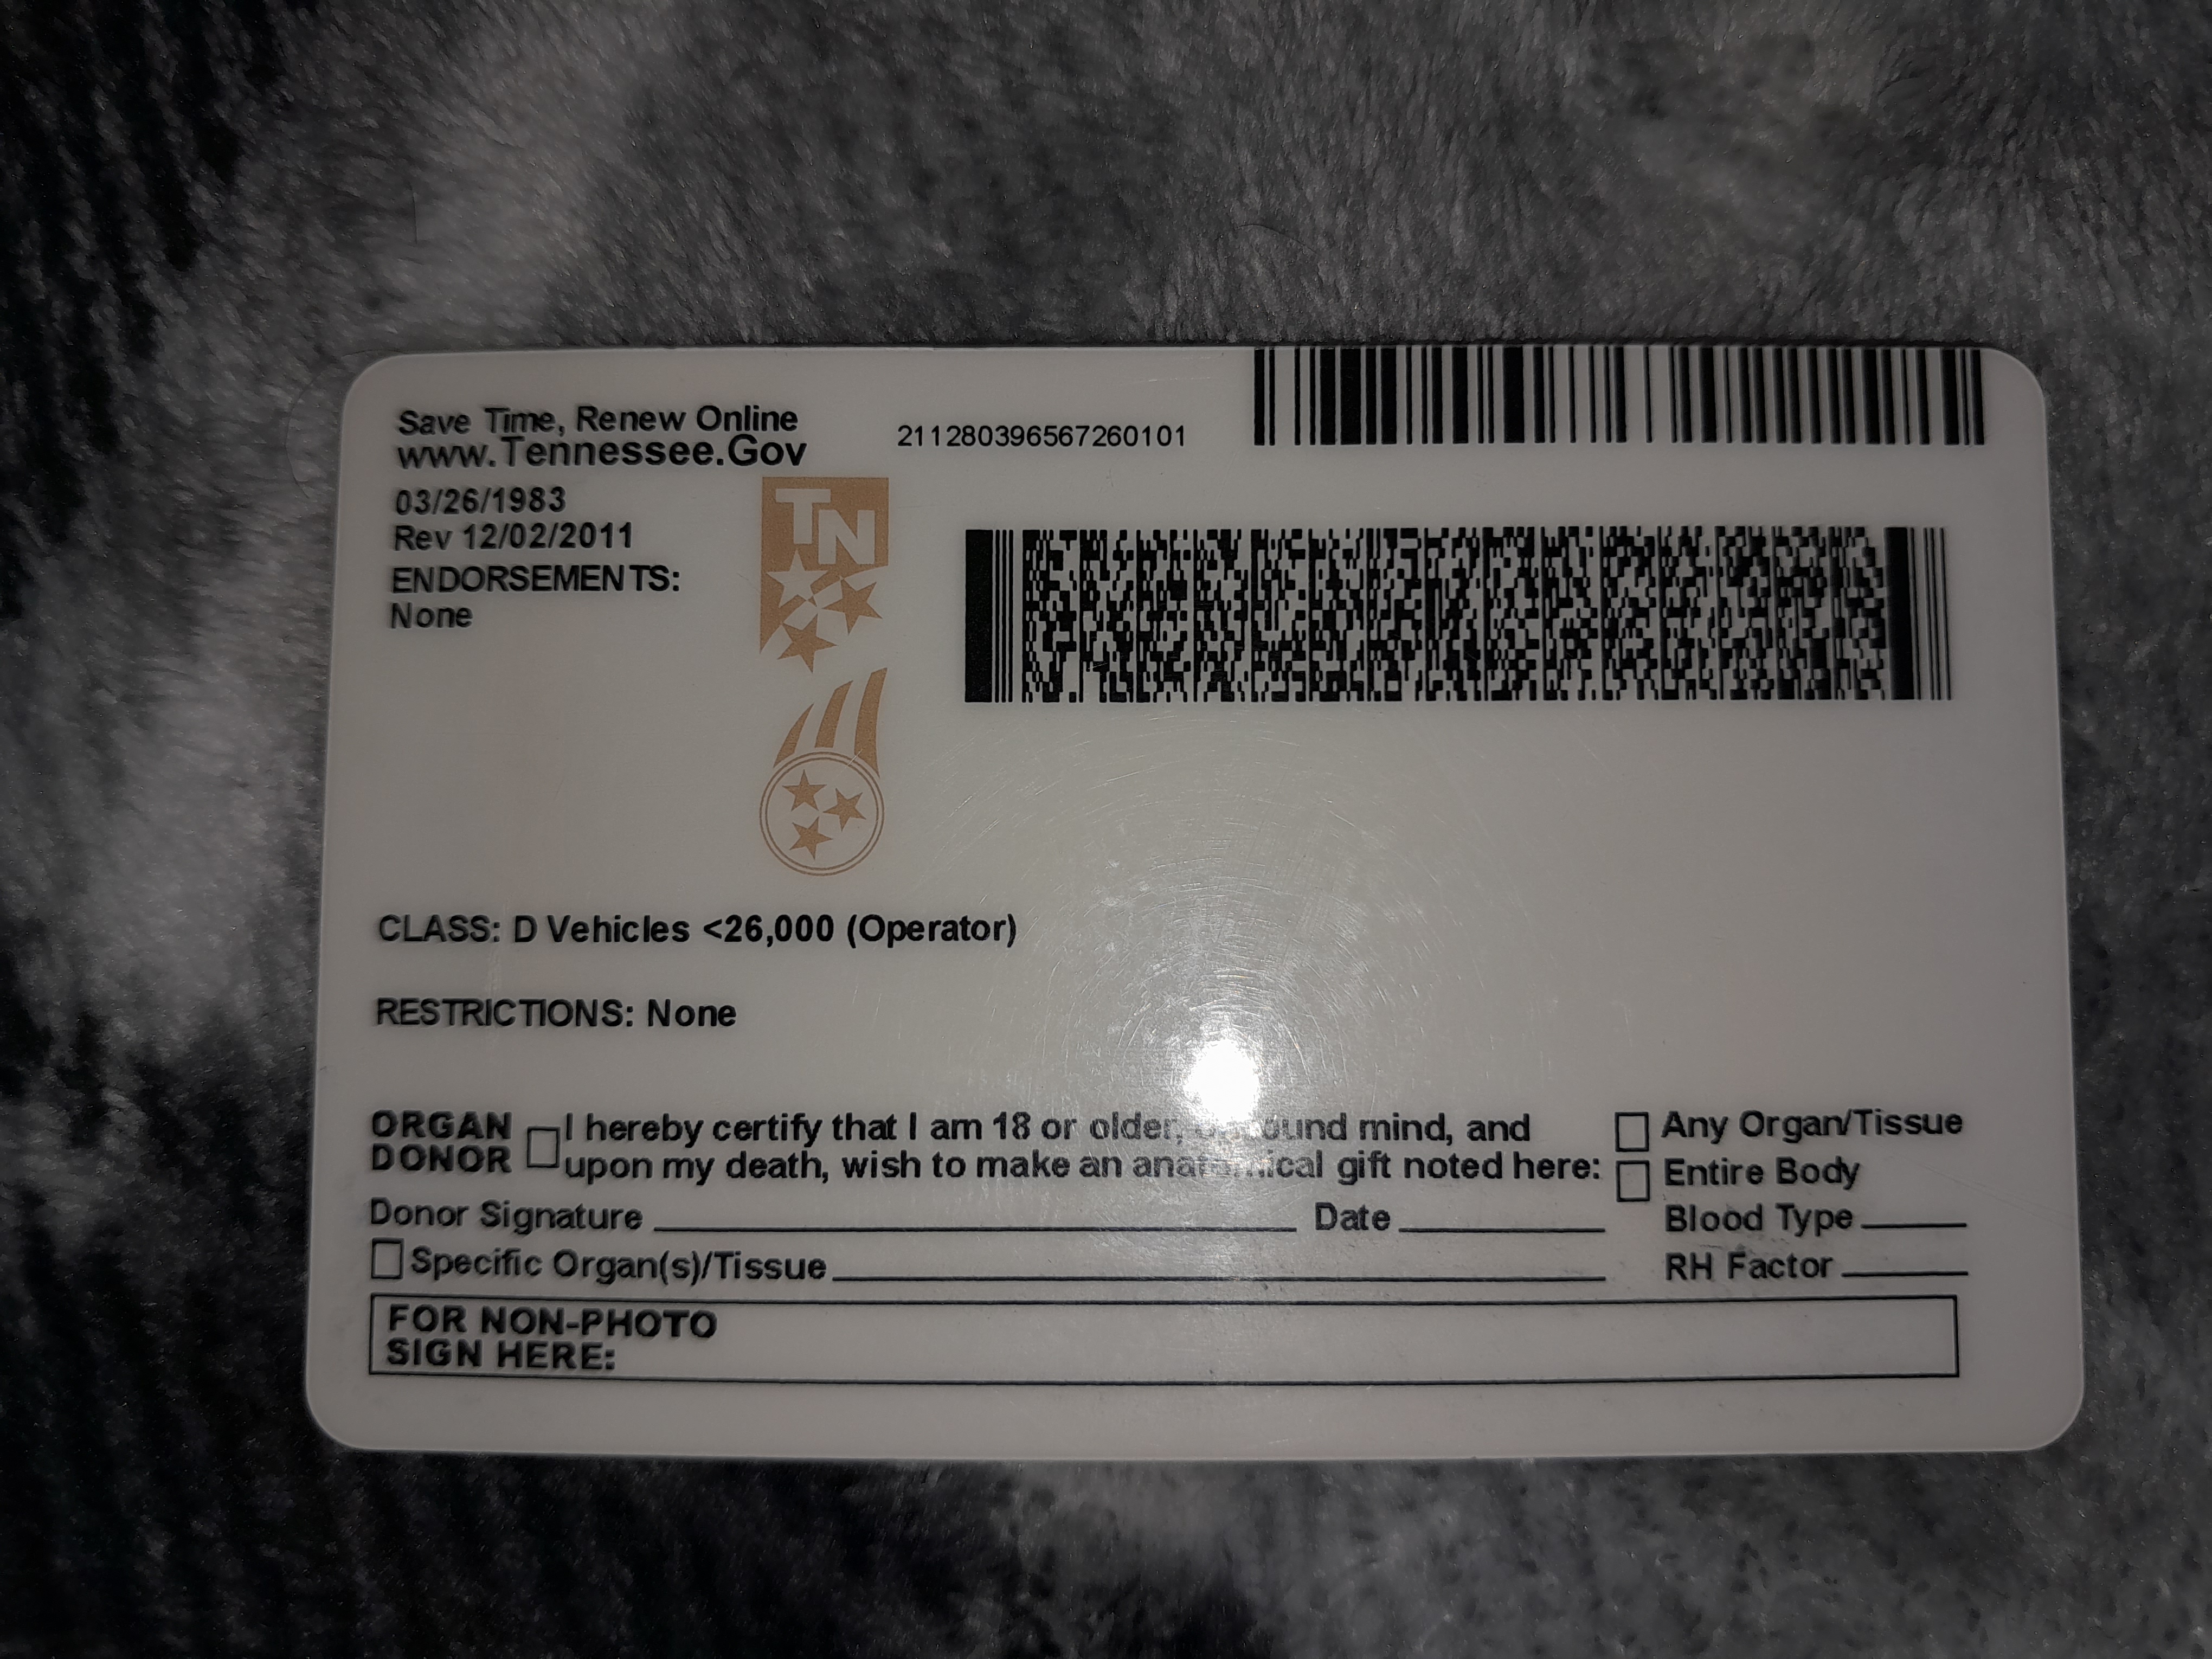 Save Time, Renew Online
www.Tennessee.Gov
211280396567260101
03/26/1983
Rev 12/02/2011
ENDORSEMENTS:
None
TN
CLASS: D Vehicles <26,000 (Operator)
RESTRICTIONS: None
ORGAN DONOR I hereby certify that I am 18 or older, sound mind, and
upon my death, wish to make an anatomical gift noted here:
Any Organ/Tissue
Entire Body
Donor Signature Date Blood Type
Specific Organ(s)/Tissue RH Factor
FOR NON-PHOTO
SIGN HERE: